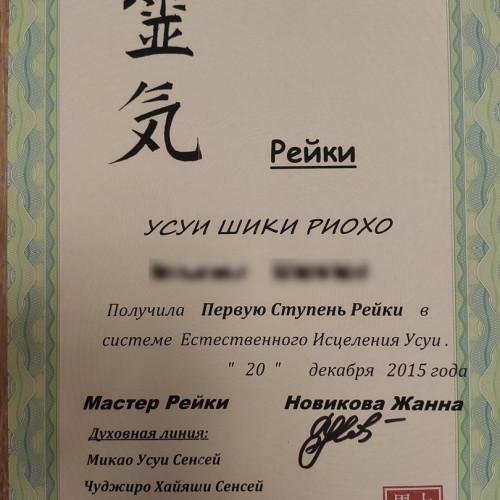 靈
気
Рейки
УСУИ ШИКИ РИОХО
Получила Первую Ступень Рейки в
системе Естественного Исцеления Усуи .
" 20 " декабря 2015 года
Мастер Рейки Новикова Жанна
Духовная линия:
Микао Усуи Сенсей
Чуджиро Хайяши Сенсей